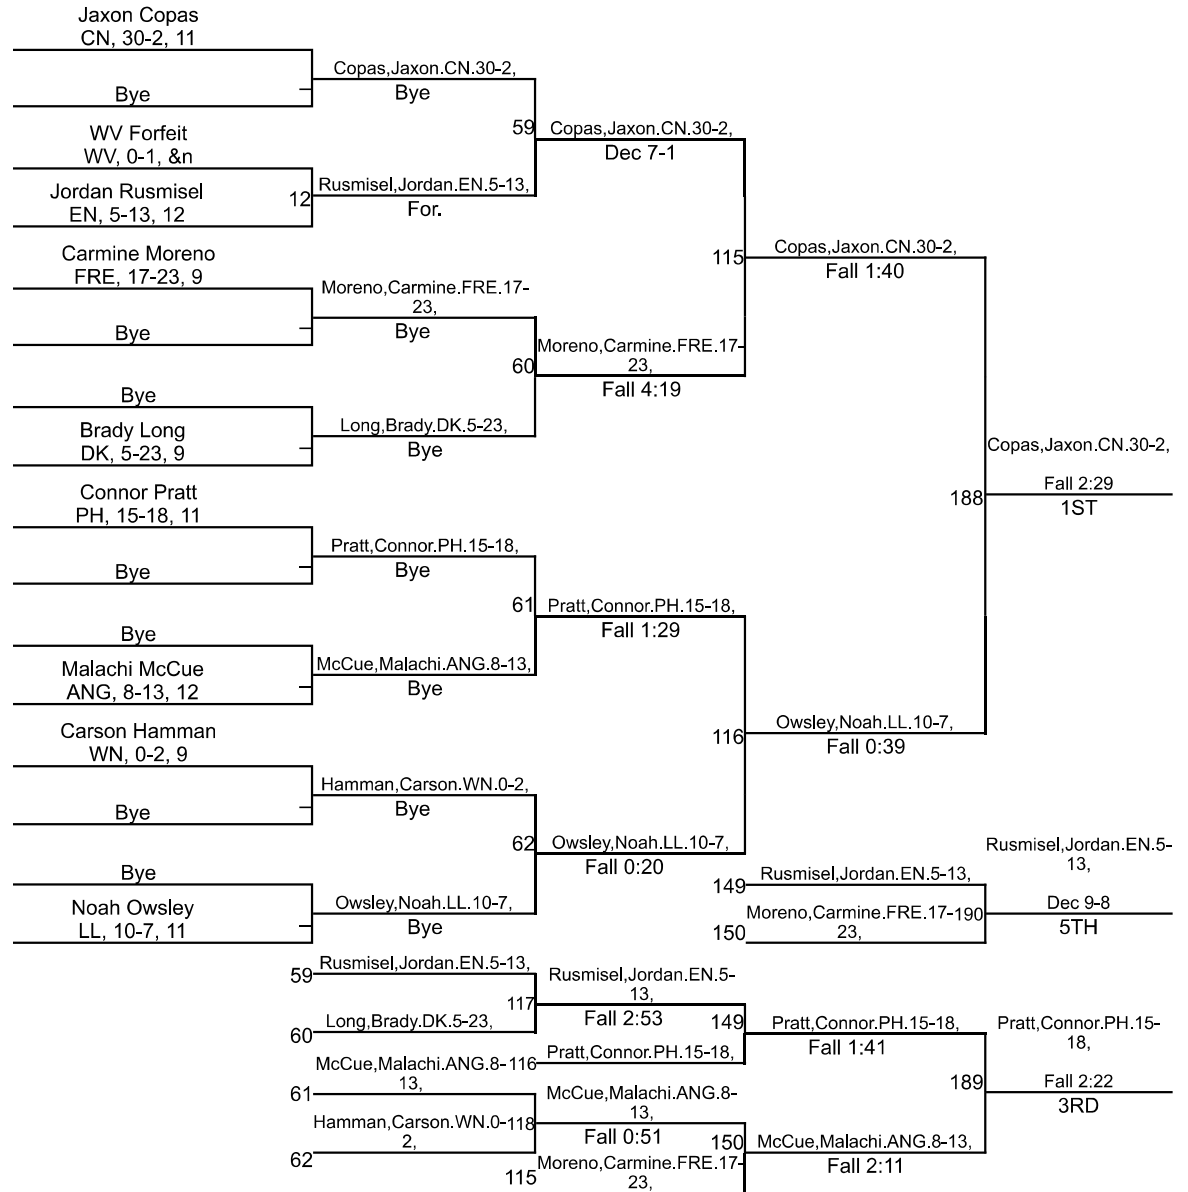 Jaxon Copas
CN, 30-2, 11
Bye
WV Forfeit
WV, 0-1, &n
Jordan Rusmisel
EN, 5-13, 12
12
Carmine Moreno
FRE, 17-23, 9
Bye
Bye
Brady Long
DK, 5-23, 9
Connor Pratt
PH, 15-18, 11
Bye
Bye
Malachi McCue
ANG, 8-13, 12
Carson Hamman
WN, 0-2, 9
Bye
Bye
Noah Owsley
LL, 10-7, 11
Copas,Jaxon.CN.30-2,
Bye
59
Rusmisel,Jordan.EN.5-13,
For.
Moreno,Carmine.FRE.17-
23,
Bye
60
Long,Brady.DK.5-23,
Bye
Pratt,Connor.PH.15-18,
Bye
61
McCue,Malachi.ANG.8-13,
Bye
Hamman,Carson.WN.0-2,
Bye
62
Owsley,Noah.LL.10-7,
Bye
Copas,Jaxon.CN.30-2,
Dec 7-1
115
Moreno,Carmine.FRE.17-
23,
Fall 4:19
Pratt,Connor.PH.15-18,
Fall 1:29
116
Owsley,Noah.LL.10-7,
Fall 0:20
Copas,Jaxon.CN.30-2,
Fall 1:40
188
Owsley,Noah.LL.10-7,
Fall 0:39
Copas,Jaxon.CN.30-2,
Fall 2:29
1ST
149
Rusmisel,Jordan.EN.5-13,
150
Moreno,Carmine.FRE.17-
23,
190
Rusmisel,Jordan.EN.5-
13,
Dec 9-8
5TH
59
Rusmisel,Jordan.EN.5-13,
60
Long,Brady.DK.5-23,
117
Rusmisel,Jordan.EN.5-
13,
Fall 2:53
116
Pratt,Connor.PH.15-18,
149
61
McCue,Malachi.ANG.8-
13,
62
Hamman,Carson.WN.0-
2,
118
McCue,Malachi.ANG.8-
13,
Fall 0:51
115
Moreno,Carmine.FRE.17-
23,
150
Pratt,Connor.PH.15-18,
Fall 1:41
189
McCue,Malachi.ANG.8-13,
Fall 2:11
Pratt,Connor.PH.15-
18,
Fall 2:22
3RD